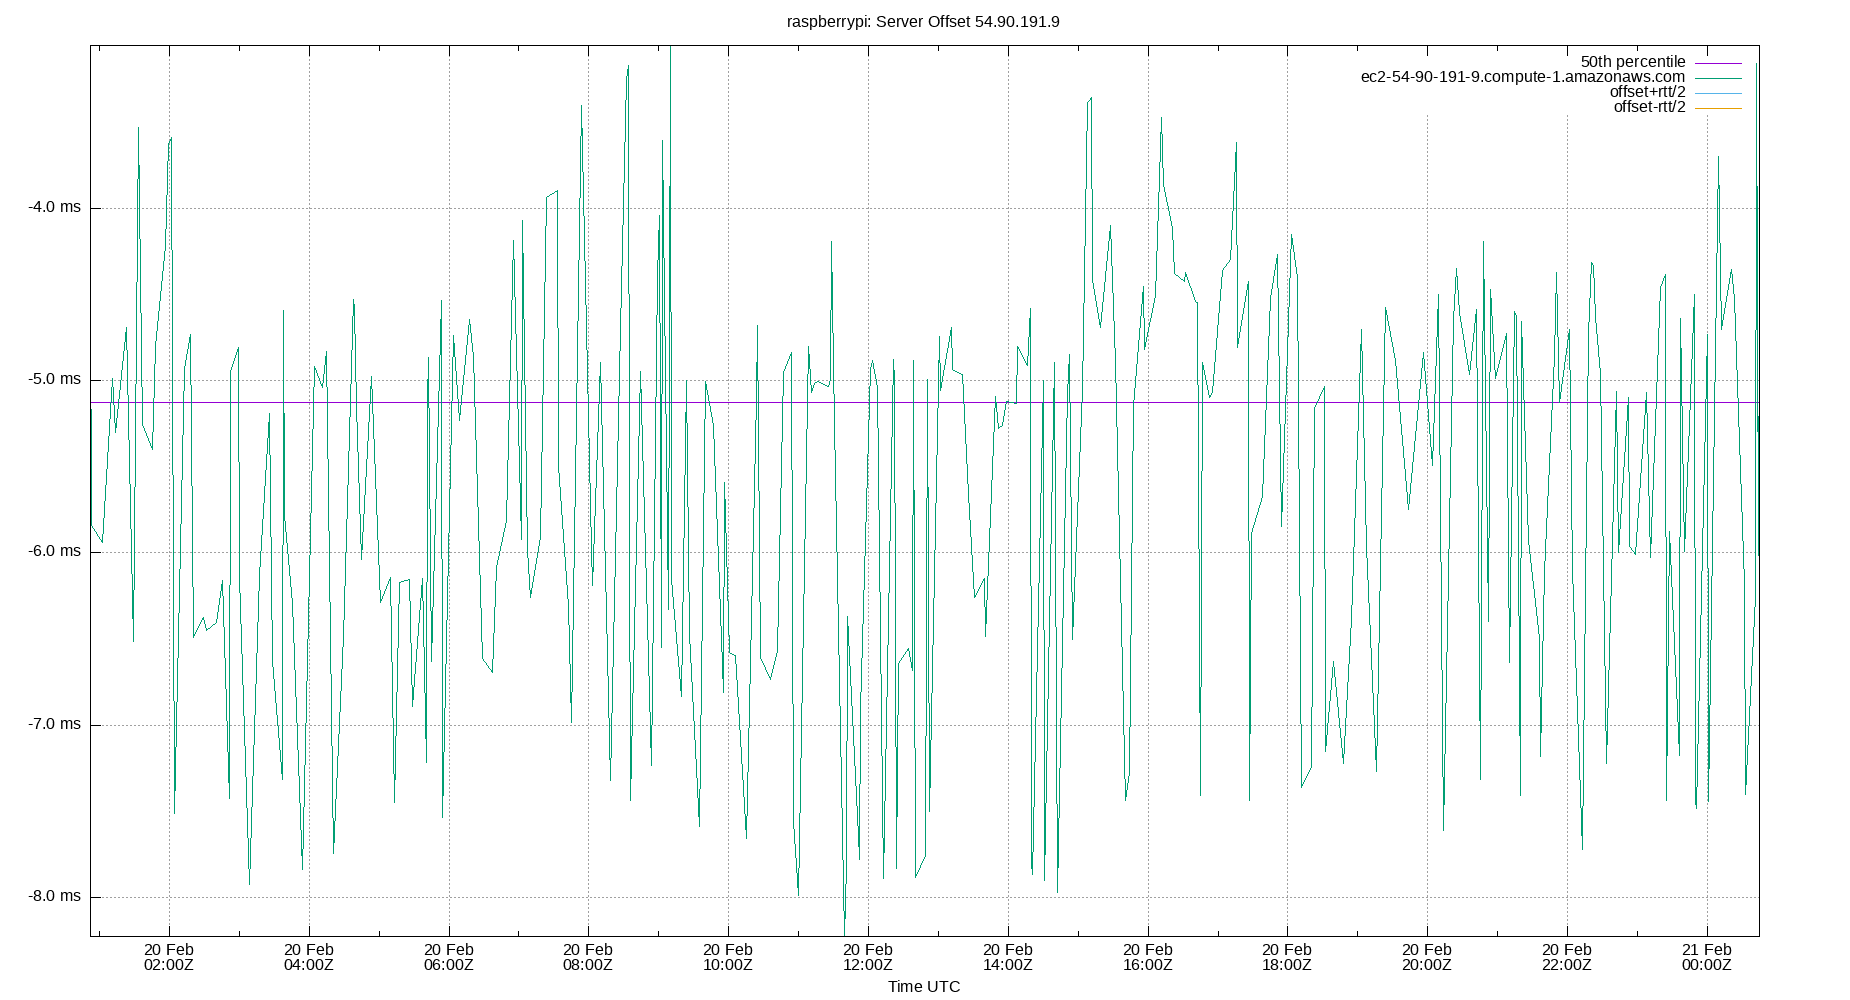 raspberrypi: Server Offset 54.90.191.9
50th percentile
ec2-54-90-191-9.compute-1.amazonaws.com
offset+rtt/2
offset-rtt/2
-4.0 ms
-5.0 ms
-6.0 ms
-7.0 ms
-8.0 ms
20 Feb 20 Feb 20 Feb 20 Feb 20 Feb 20 Feb 20 Feb 20 Feb 20 Feb 20 Feb 20 Feb 21 Feb
02:00Z 04:00Z 06:00Z 08:00Z 10:00Z 12:00Z 14:00Z 16:00Z 18:00Z 20:00Z 22:00Z 00:00Z
Time UTC